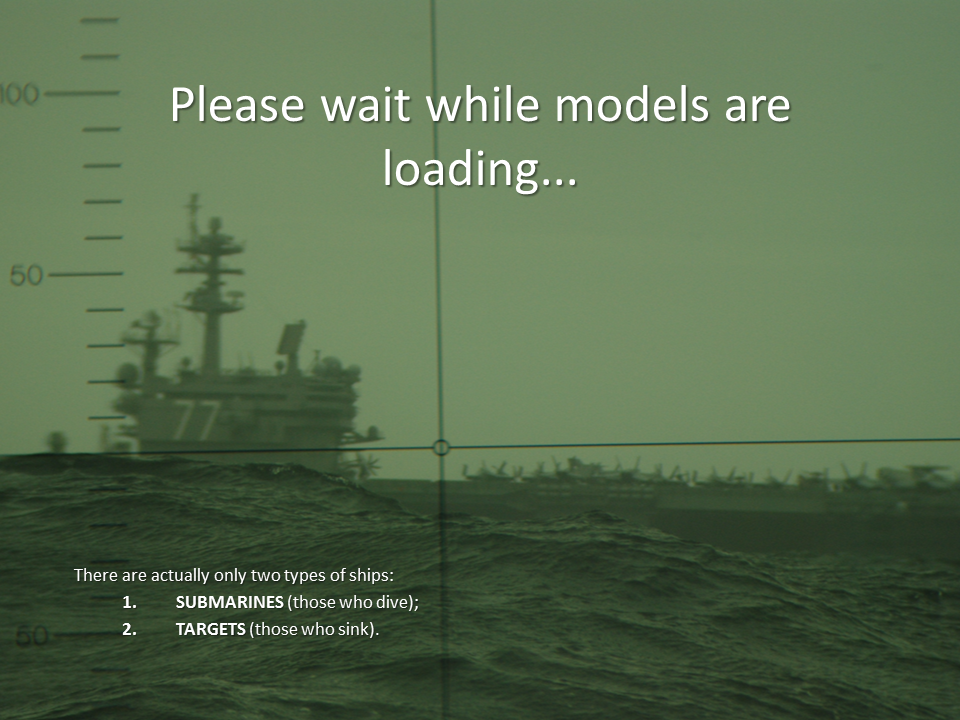 100
Please wait while models are
loading...
50
77
There are actually only two types of ships:
1. SUBMARINES (those who dive);
2. TARGETS (those who sink).
50